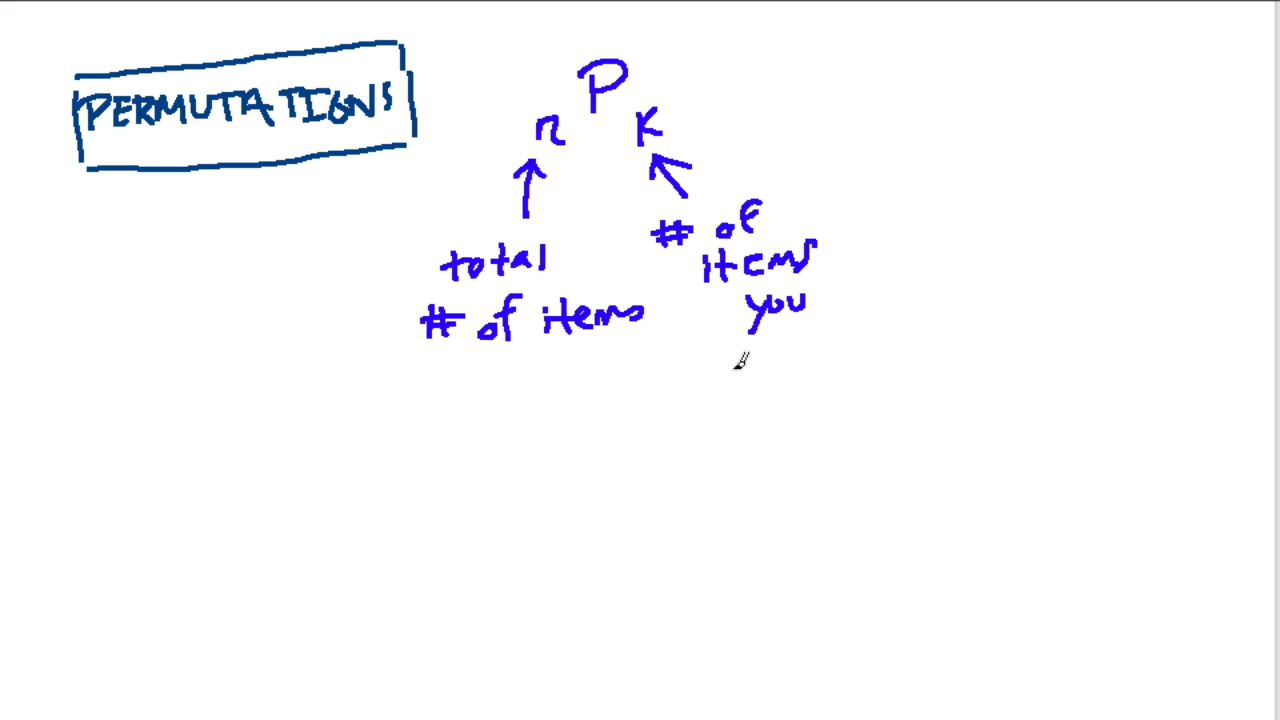 PERMUTATIONS
n P K
total
# of items
# of
items
you